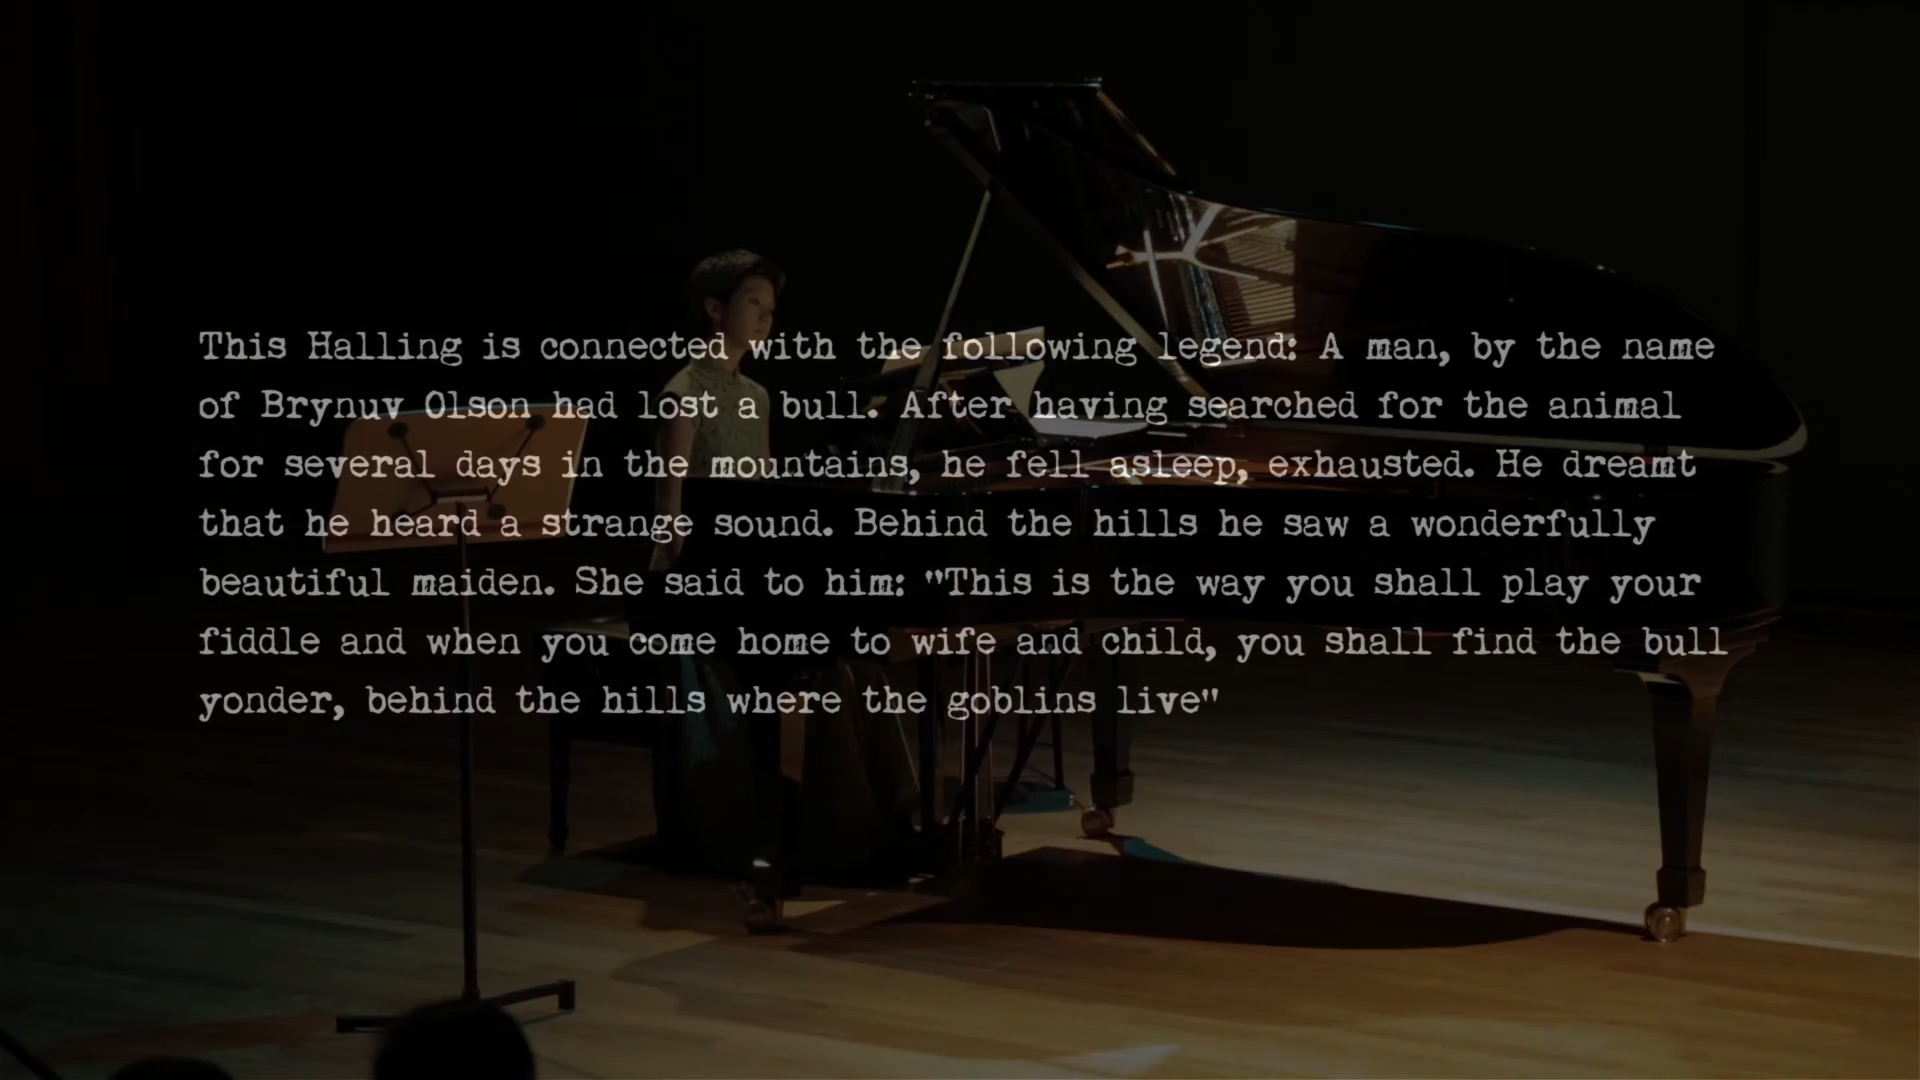 This Halling is connected with the following legend: A man, by the name
of Brynuv Olson had lost a bull. After having searched for the animal
for several days in the mountains, he fell asleep, exhausted. He dreamt
that he heard a strange sound. Behind the hills he saw a wonderfully
beautiful maiden. She said to him: "This is the way you shall play your
fiddle and when you come home to wife and child, you shall find the bull
yonder, behind the hills where the goblins live"